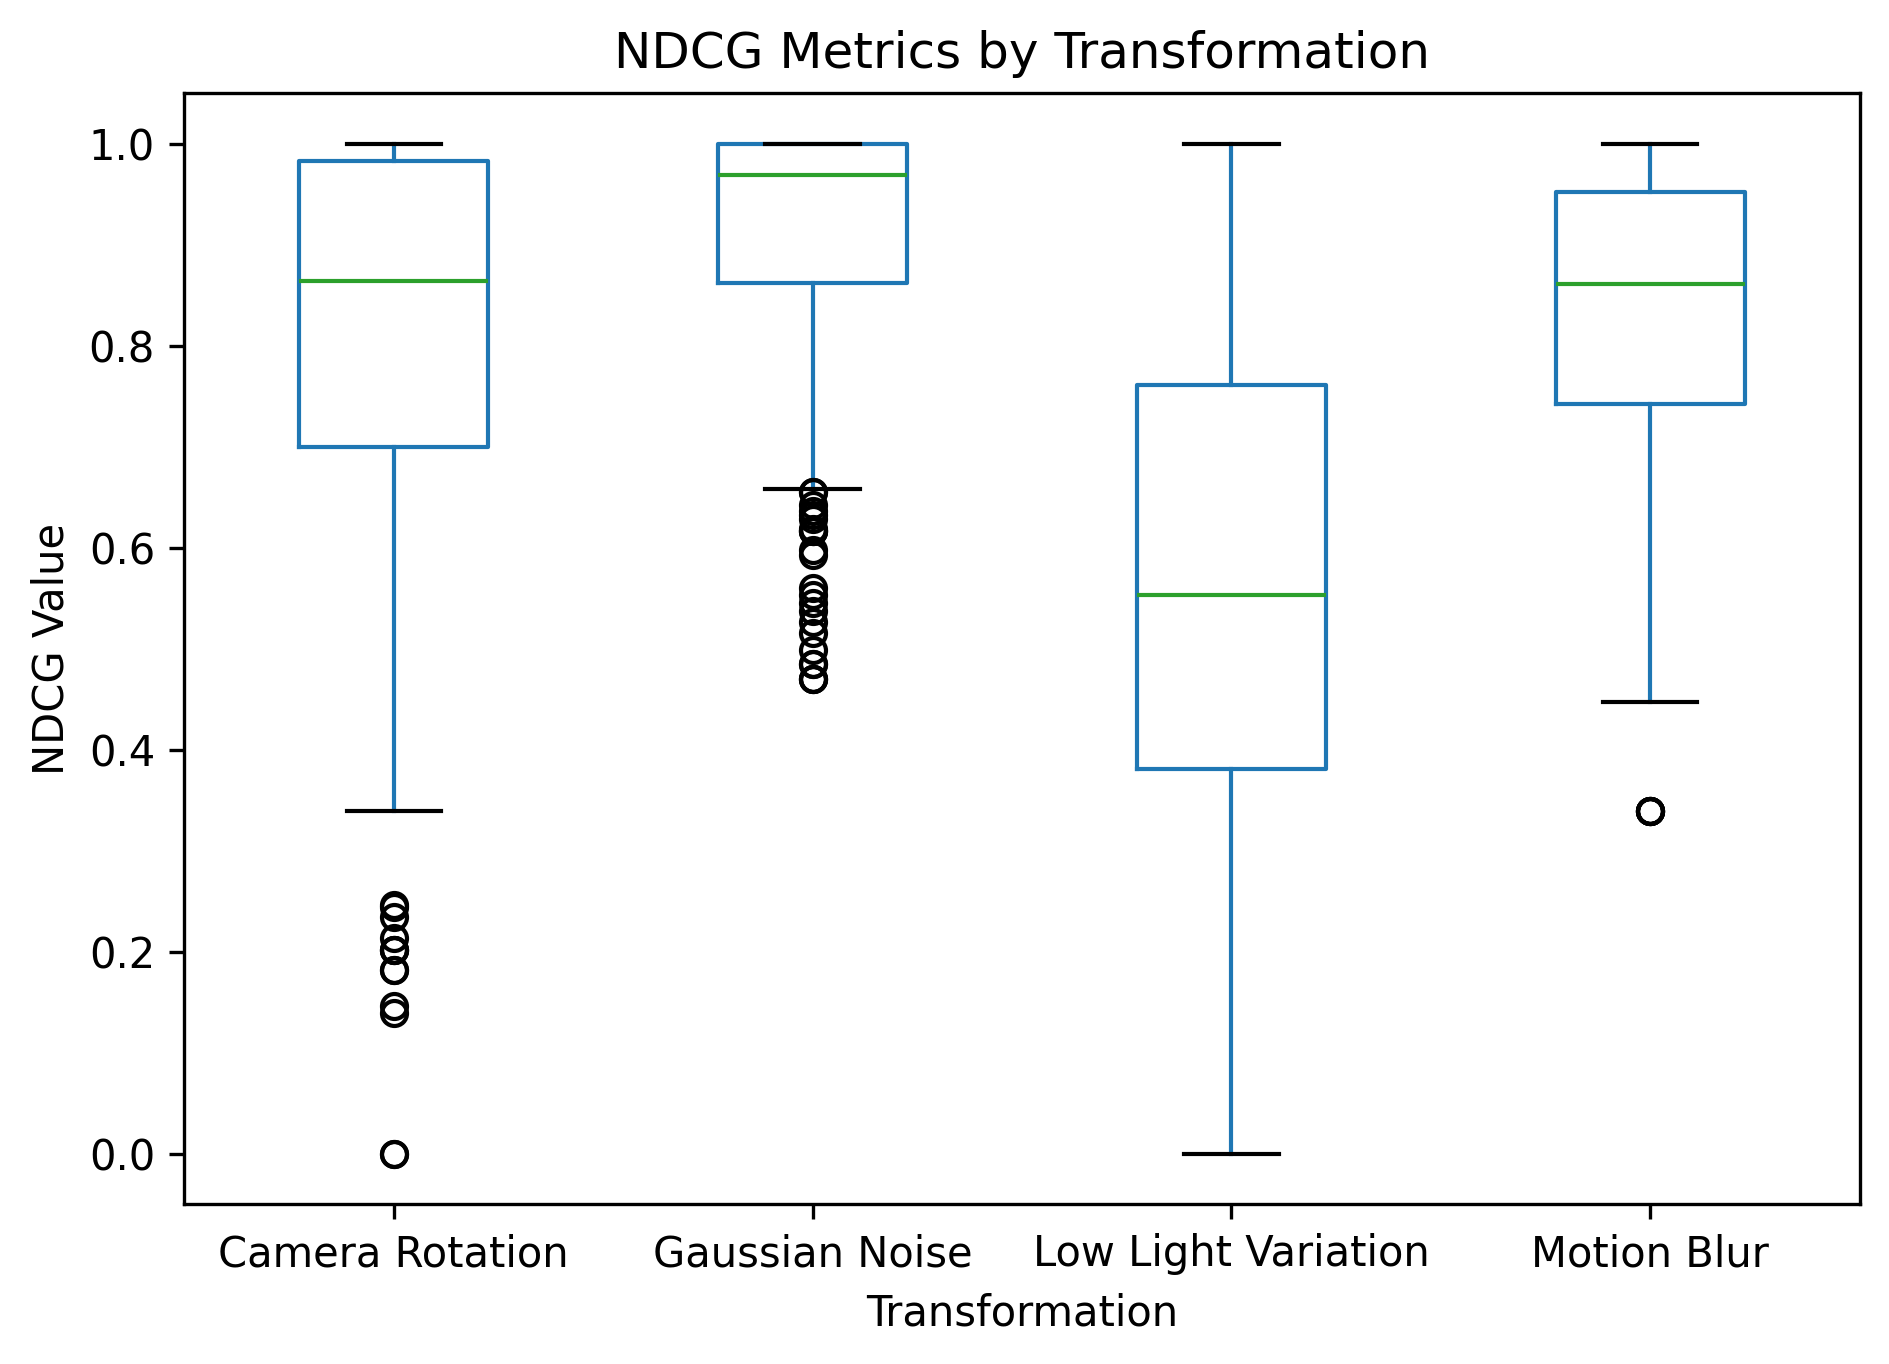 NDCG Metrics by Transformation
NDCG Value
1.0
0.8
0.6
0.4
0.2
0.0
Camera Rotation
Gaussian Noise
Low Light Variation
Motion Blur
Transformation